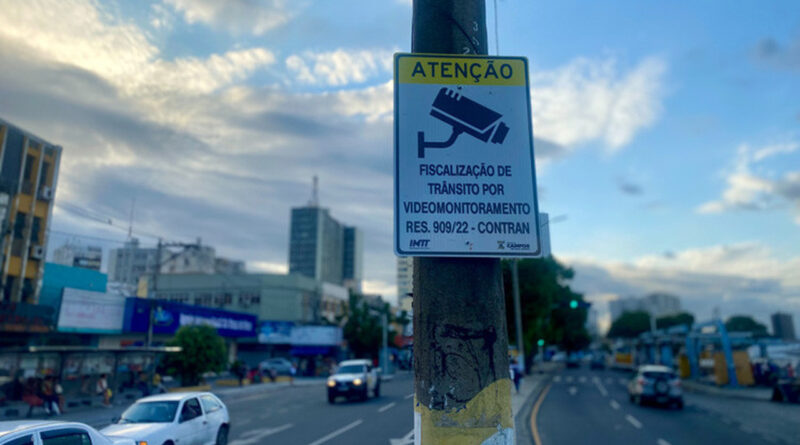 ATENÇÃO
FISCALIZAÇÃO DE
TRÂNSITO POR
VIDEOMONITORAMENTO
RES. 909/22 - CONTRAN
IMTT
CAMPOS